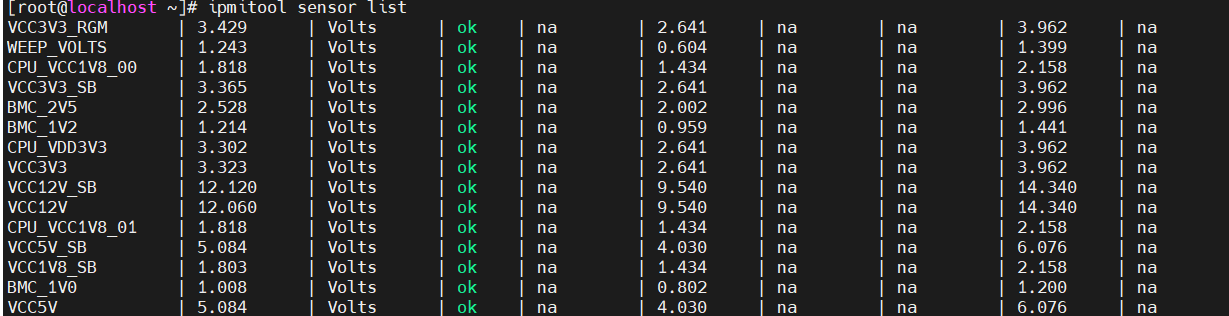 [root@localhost ~]# ipmitool sensor list
VCC3V3_RGM | 3.429 | Volts | ok | na | 2.641 | na | na | 3.962 | na
WEEP_VOLTS | 1.243 | Volts | ok | na | 0.604 | na | na | 1.399 | na
CPU_VCC1V8_00 | 1.818 | Volts | ok | na | 1.434 | na | na | 2.158 | na
VCC3V3_SB | 3.365 | Volts | ok | na | 2.641 | na | na | 3.962 | na
BMC_2V5 | 2.528 | Volts | ok | na | 2.002 | na | na | 2.996 | na
BMC_1V2 | 1.214 | Volts | ok | na | 0.959 | na | na | 1.441 | na
CPU_VDD3V3 | 3.302 | Volts | ok | na | 2.641 | na | na | 3.962 | na
VCC3V3 | 3.323 | Volts | ok | na | 2.641 | na | na | 3.962 | na
VCC12V_SB | 12.120 | Volts | ok | na | 9.540 | na | na | 14.340 | na
VCC12V | 12.060 | Volts | ok | na | 9.540 | na | na | 14.340 | na
CPU_VCC1V8_01 | 1.818 | Volts | ok | na | 1.434 | na | na | 2.158 | na
VCC5V_SB | 5.084 | Volts | ok | na | 4.030 | na | na | 6.076 | na
VCC1V8_SB | 1.803 | Volts | ok | na | 1.434 | na | na | 2.158 | na
BMC_1V0 | 1.008 | Volts | ok | na | 0.802 | na | na | 1.200 | na
VCC5V | 5.084 | Volts | ok | na | 4.030 | na | na | 6.076 | na